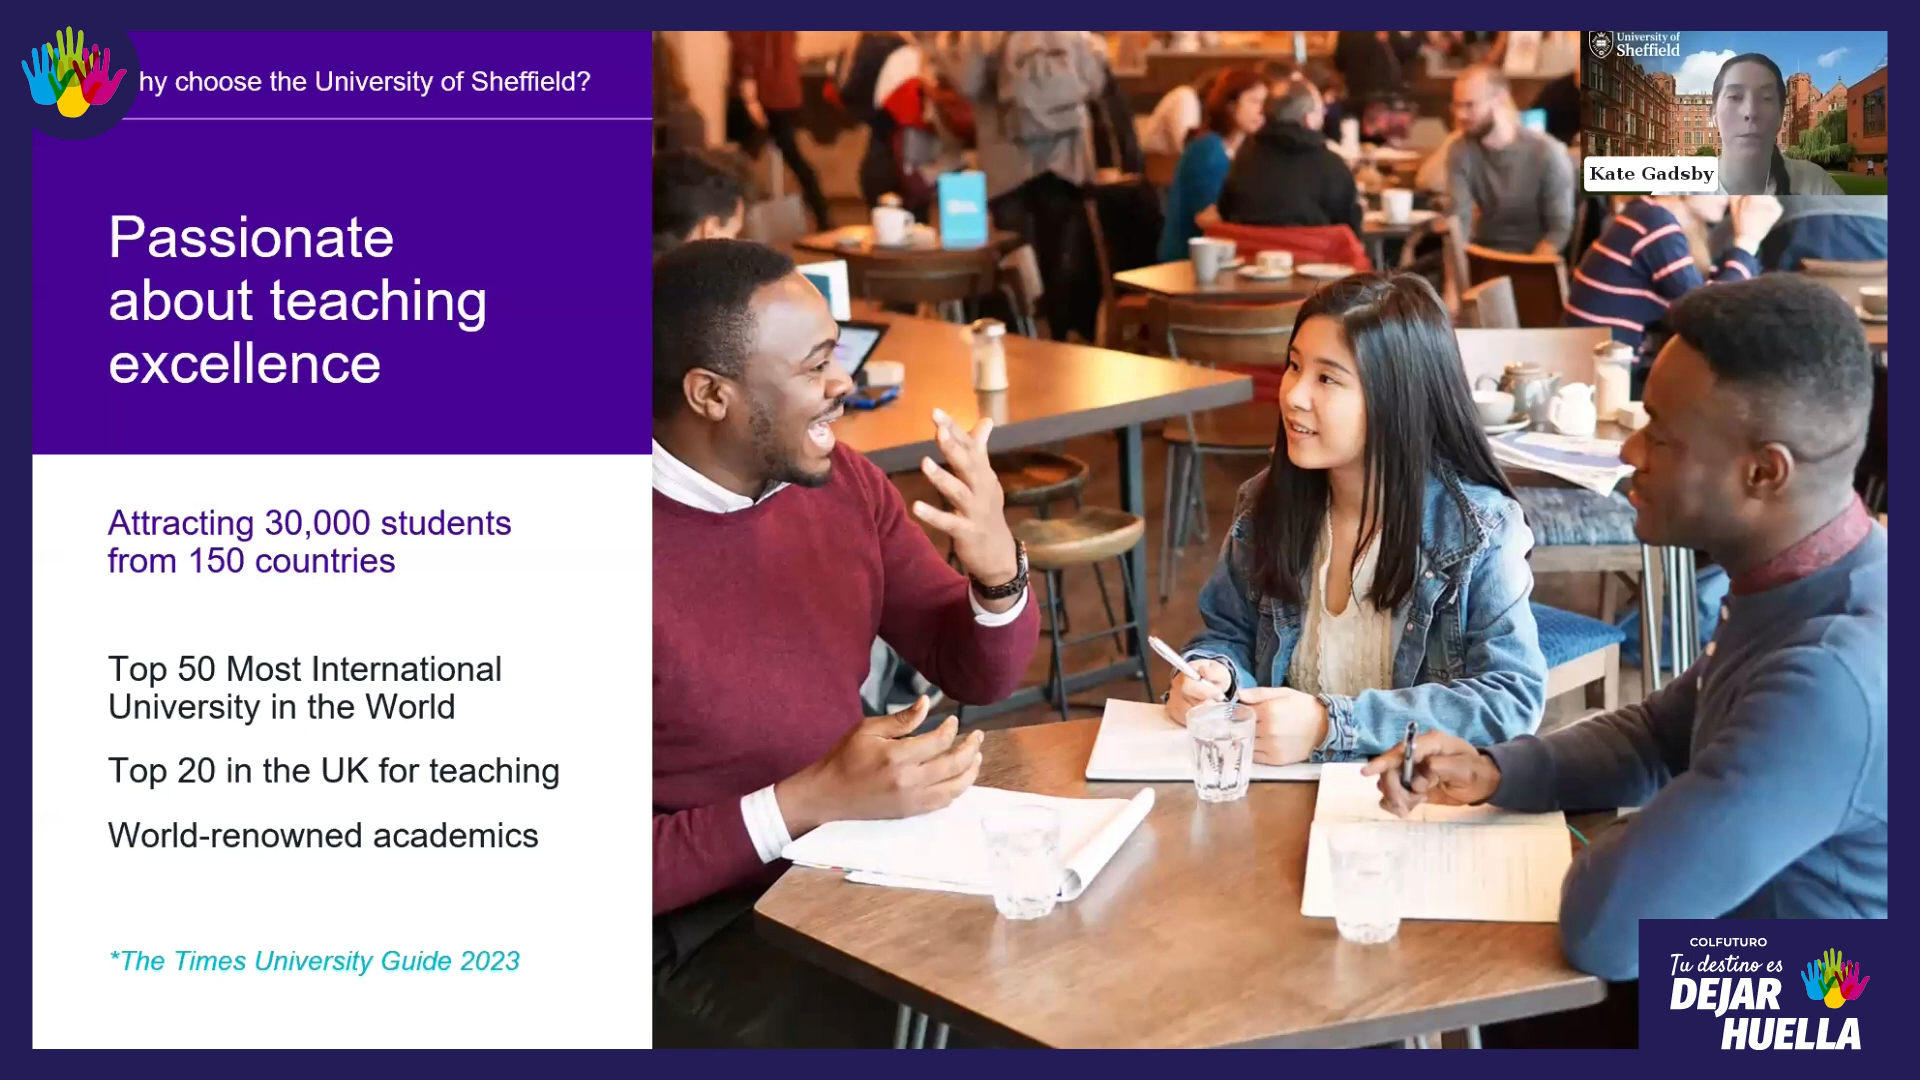 hy choose the University of Sheffield?
Passionate
about teaching
excellence
Attracting 30,000 students
from 150 countries
Top 50 Most International
University in the World
Top 20 in the UK for teaching
World-renowned academics
*The Times University Guide 2023
University of
Sheffield
Kate Gadsby
COLFUTURO
Tu destino es
DEJAR
HUELLA